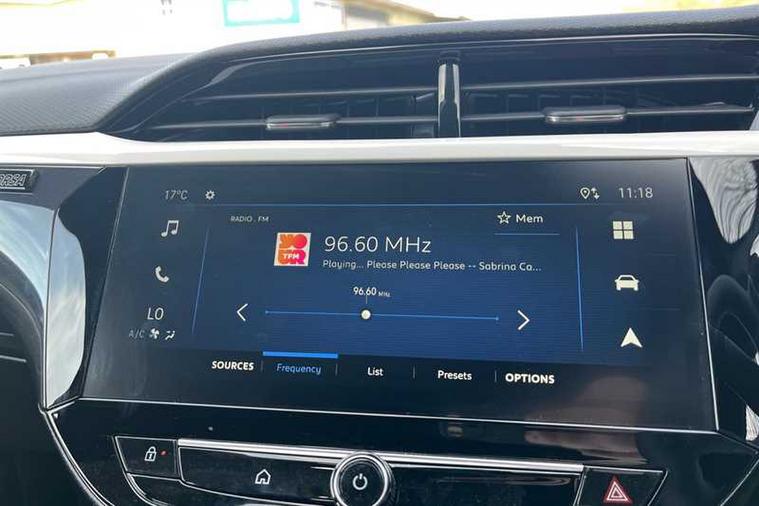 17°C
11:18
RADIO . FM
Mem
TFM
96.60 MHz
Playing... Please Please Please -- Sabrina Ca...
96.60 MHz
LO
A/C
SOURCES
Frequency
List
Presets
OPTIONS